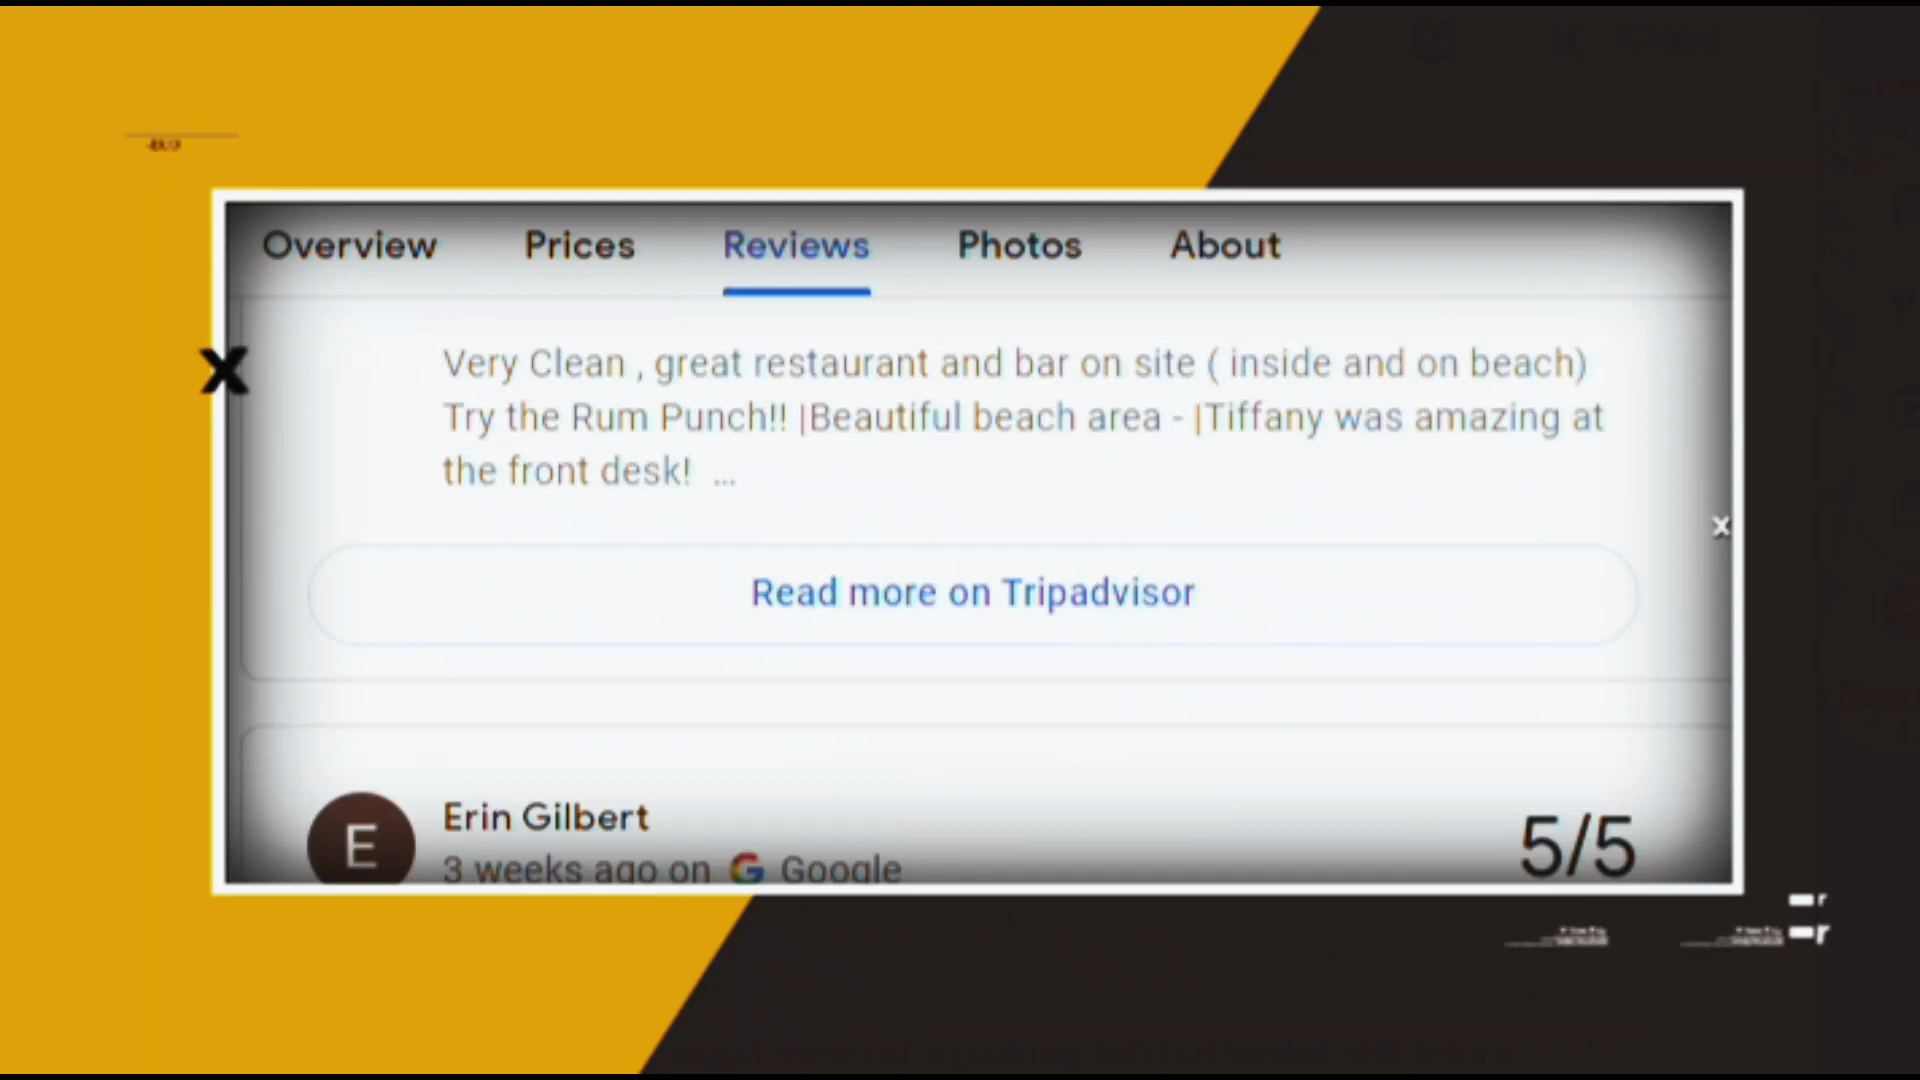 Overview Prices Reviews Photos About
Very Clean , great restaurant and bar on site ( inside and on beach)
Try the Rum Punch!! |Beautiful beach area - |Tiffany was amazing at
the front desk! ...
Read more on Tripadvisor
Erin Gilbert
E
5/5
3 weeks ago on G Google
x
x